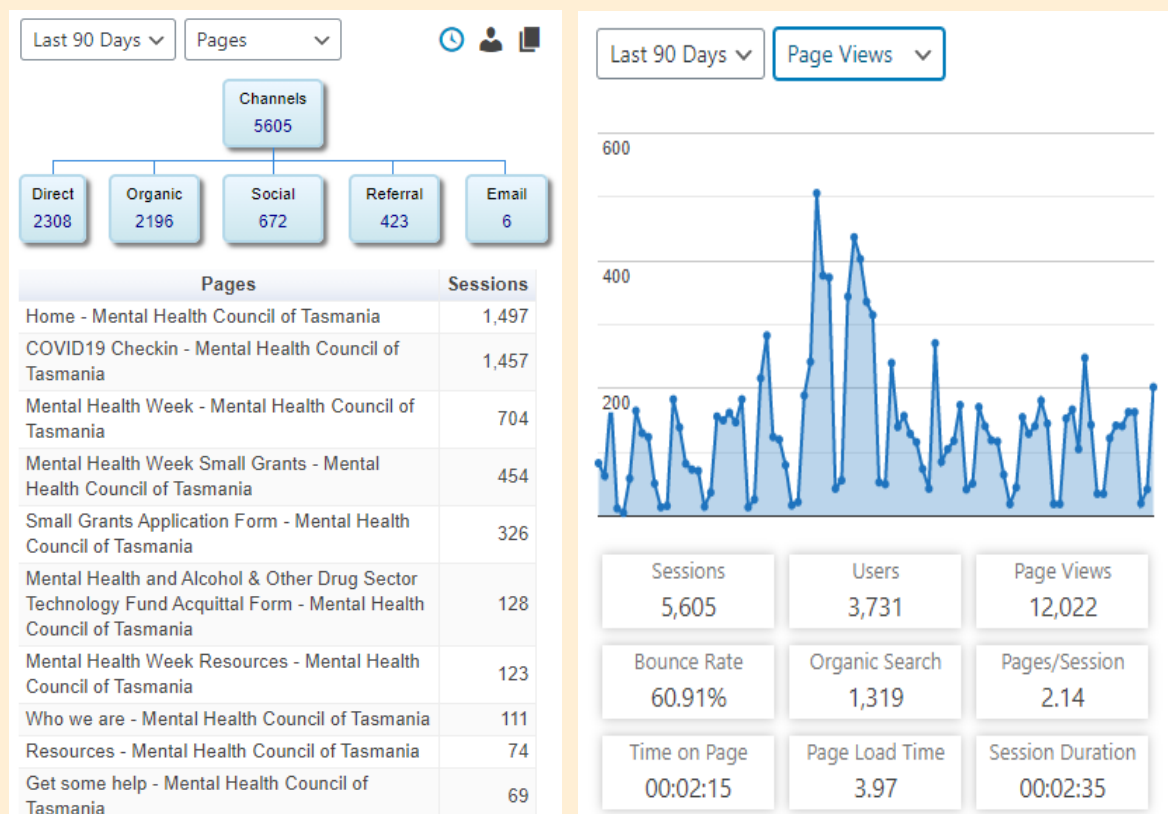 Last 90 Days
Pages
Channels
5605
Direct
2308
Organic
2196
Social
672
Referral
423
Email
6
Pages Sessions
Home - Mental Health Council of Tasmania 1,497
COVID19 Checkin - Mental Health Council of
Tasmania 1,457
Mental Health Week - Mental Health Council of
Tasmania 704
Mental Health Week Small Grants - Mental
Health Council of Tasmania 454
Small Grants Application Form - Mental Health
Council of Tasmania 326
Mental Health and Alcohol & Other Drug Sector
Technology Fund Acquittal Form - Mental Health 128
Council of Tasmania
Mental Health Week Resources - Mental Health
Council of Tasmania 123
Who we are - Mental Health Council of Tasmania 111
Resources - Mental Health Council of Tasmania 74
Get some help - Mental Health Council of
Tasmania 69
Last 90 Days
Page Views
600
400
200
Sessions
5,605
Users
3,731
Page Views
12,022
Bounce Rate
60.91%
Organic Search
1,319
Pages/Session
2.14
Time on Page
00:02:15
Page Load Time
3.97
Session Duration
00:02:35